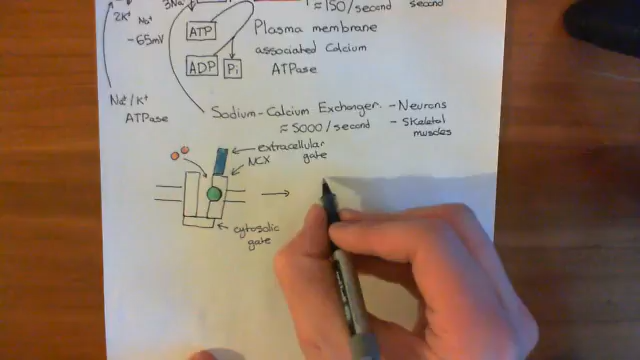 3Na
≈150/second
second
2K⁺
Na⁺
-65mV
ATP
ADP
Pi
Plasma membrane
associated Calcium
ATPase
Na⁺/K⁺
ATPase
Sodium-Calcium Exchanger
≈5000/second
- Neurons
- Skeletal
muscles
extracellular
gate
NCX
cytosolic
gate